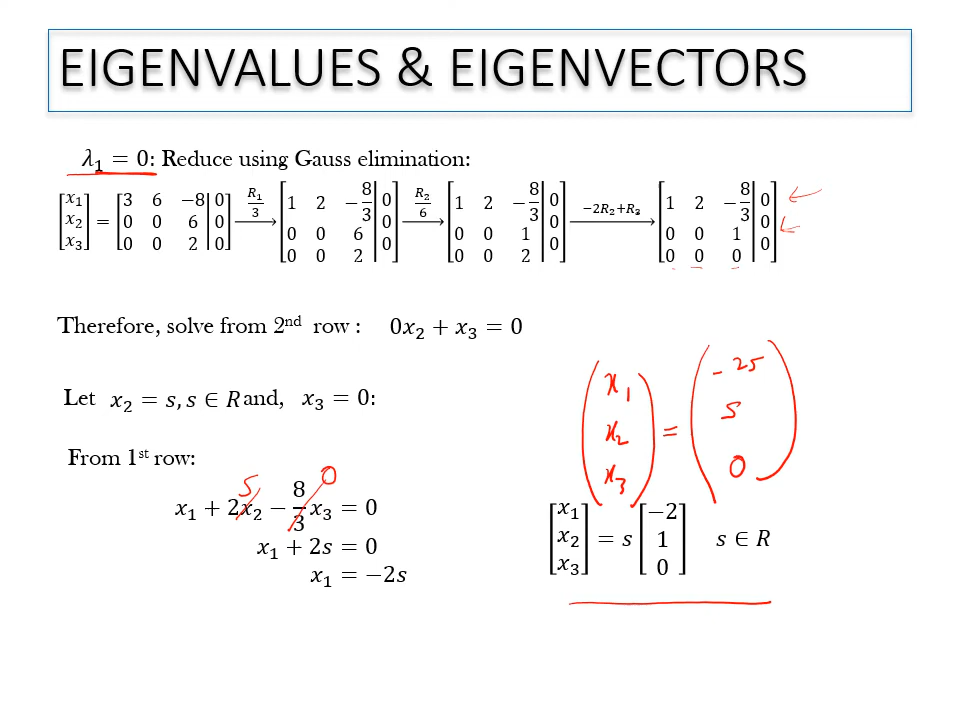 EIGENVALUES & EIGENVECTORS
λ₁ = 0: Reduce using Gauss elimination:
[x₁ x₂ x₃] = [3 6 −8 | 0; 0 0 6 | 0; 0 0 2 | 0] —R₁/3→ [1 2 −8/3 | 0; 0 0 6 | 0; 0 0 2 | 0] —R₂/6→ [1 2 −8/3 | 0; 0 0 1 | 0; 0 0 2 | 0] —−2R₂+R₃→ [1 2 −8/3 | 0; 0 0 1 | 0; 0 0 0 | 0]
Therefore, solve from 2nd row : 0x₂ + x₃ = 0
Let x₂ = s, s ∈ R and, x₃ = 0:
From 1st row:
s 0
x₁ + 2x₂ − 8/3 x₃ = 0
x₁ + 2s = 0
x₁ = −2s
(x₁ x₂ x₃) = (−2s s 0)
[x₁ x₂ x₃] = s [−2 1 0] s ∈ R